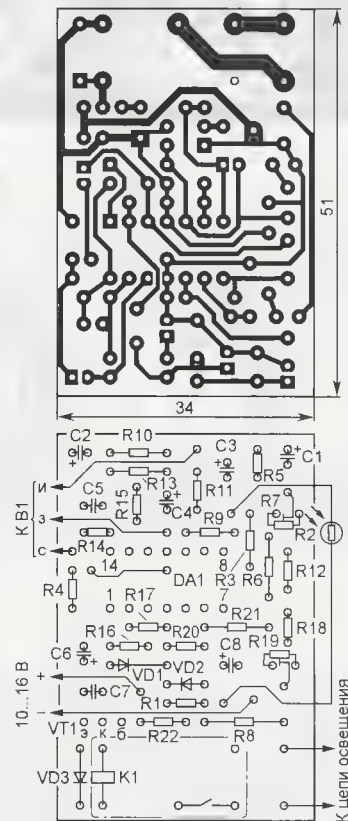 51
34
C2
R10
C3
C1
+
+
+
R5
И
R13
C5
R15
C4
R11
R7
К В1
З
R9
R2
R14
С
R3
8
R6
R12
14
DA1
R4
1
R17
7
R21
R18
R16
R20
R19
C6
+
VD1
VD2
C8
+
10...16 В
+
C7
–
R1
VT1
э
к
б
R22
R8
VD3
K1
К цепи освещения